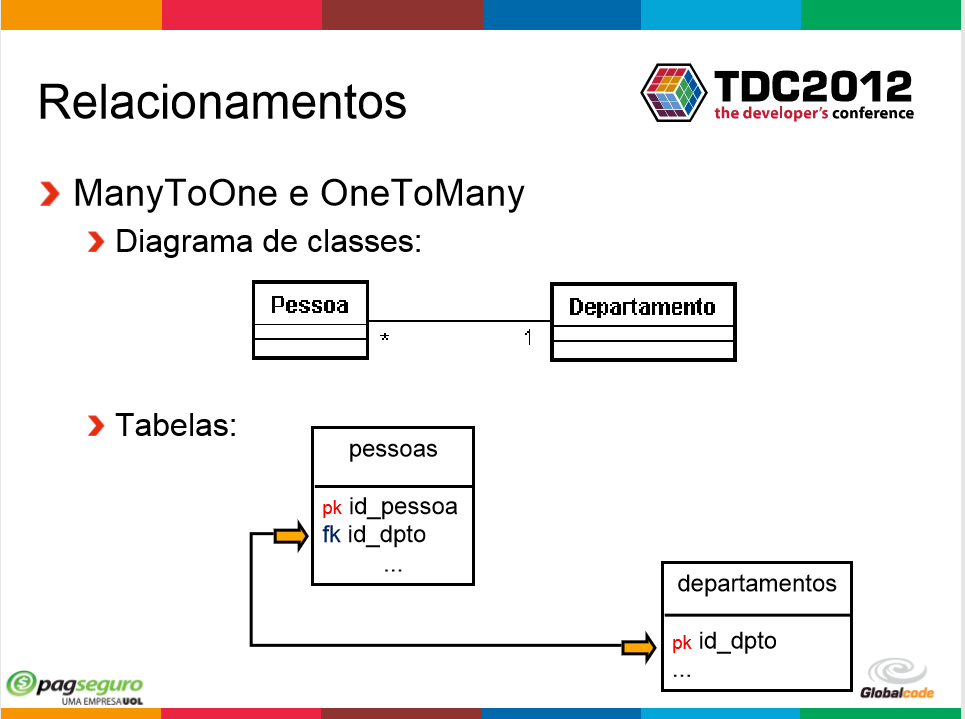 Relacionamentos
TDC2012
the developer's conference
ManyToOne e OneToMany
Diagrama de classes:
Pessoa
Departamento
* 1
Tabelas:
pessoas
pk id_pessoa
fk id_dpto
...
departamentos
pk id_dpto
...
pagseguro
UMA EMPRESA UOL
Globalcode